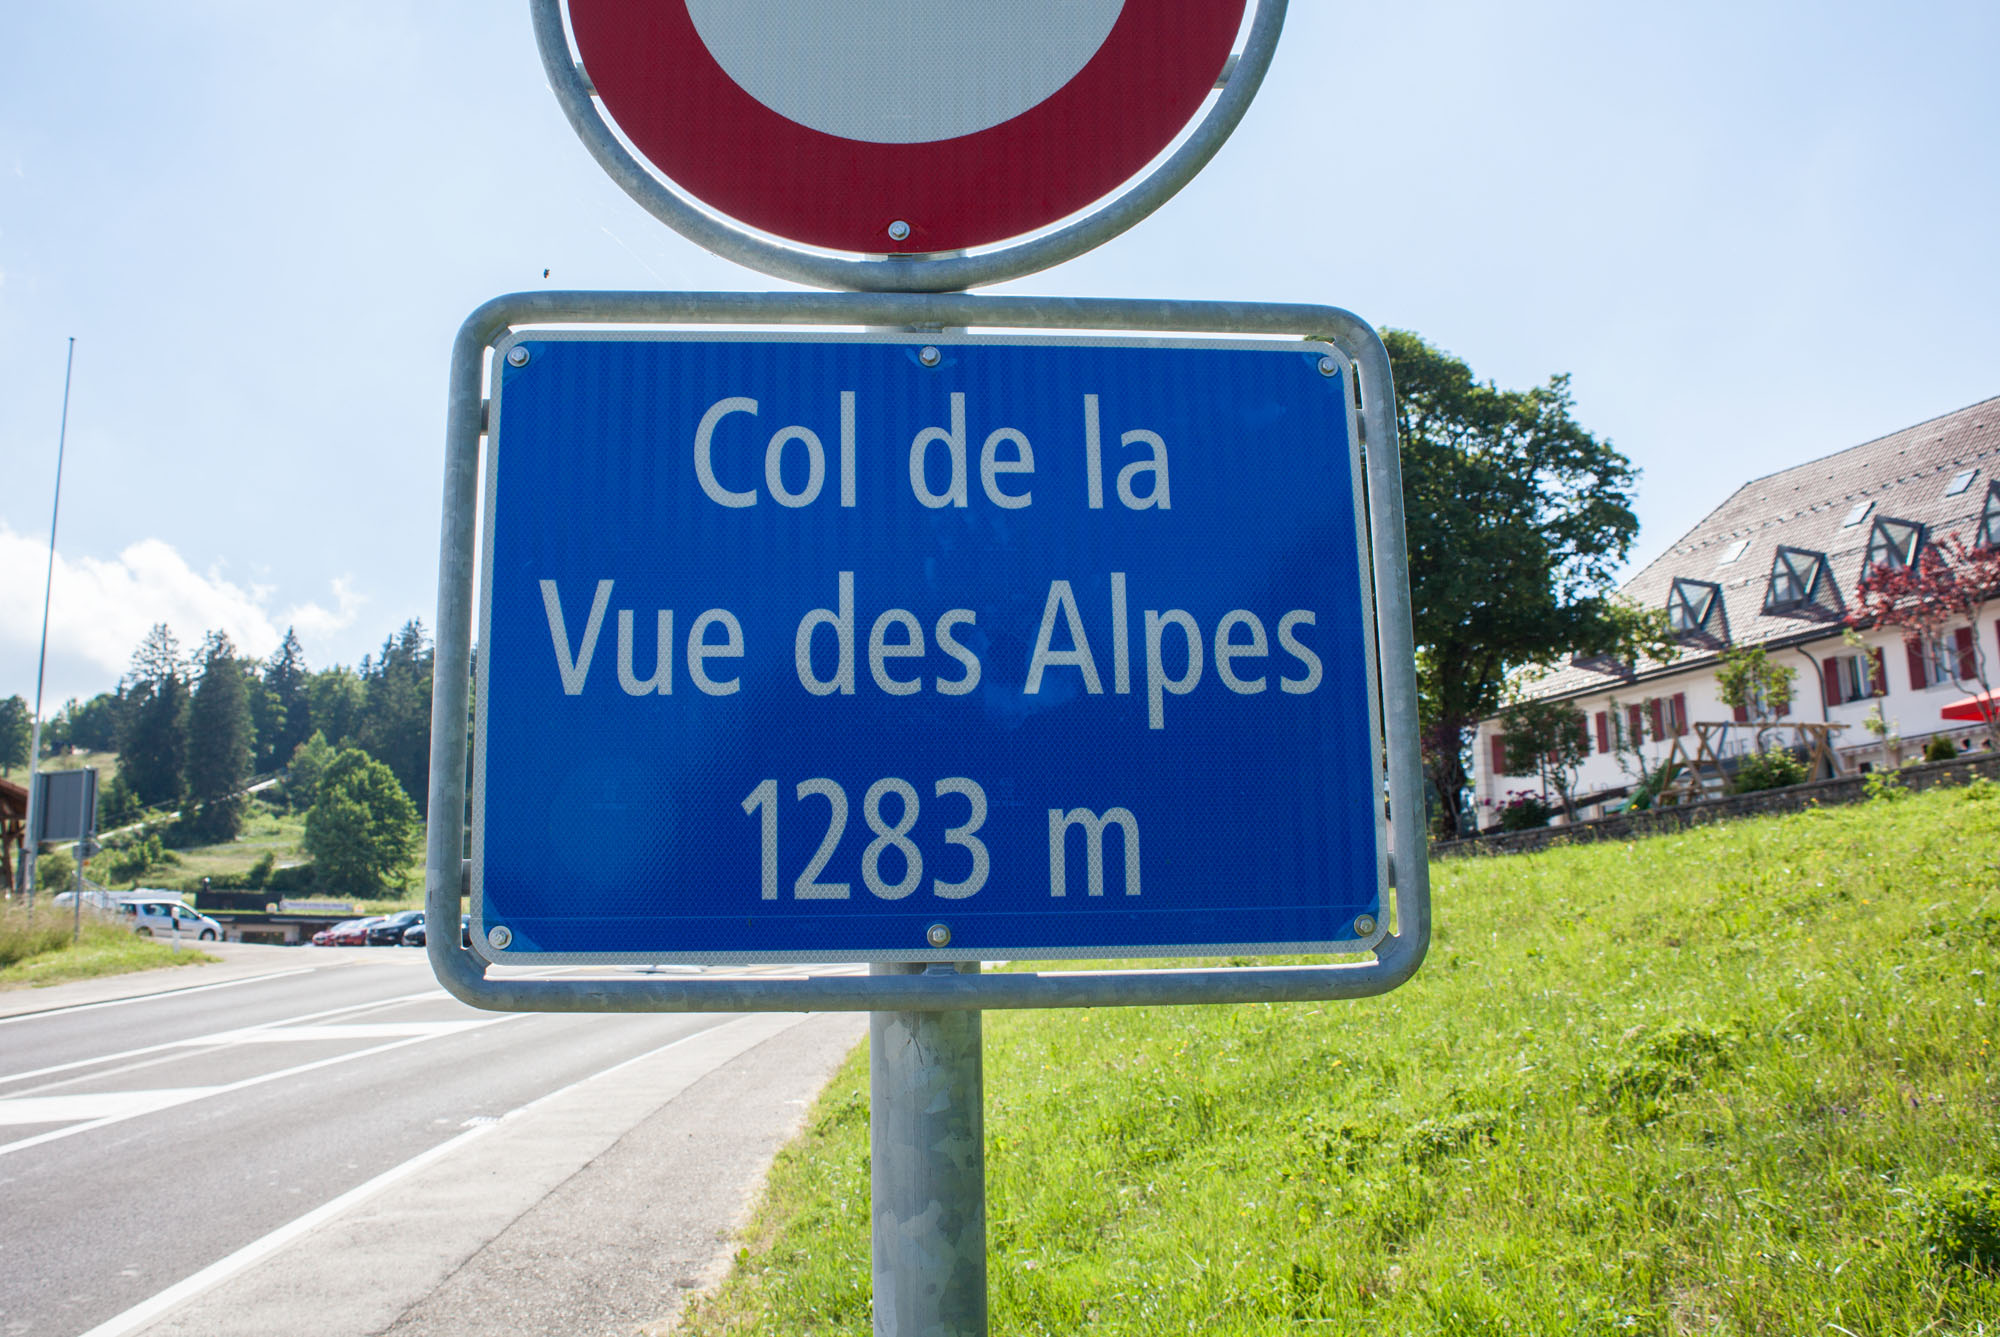 Col de la
Vue des Alpes
1283 m